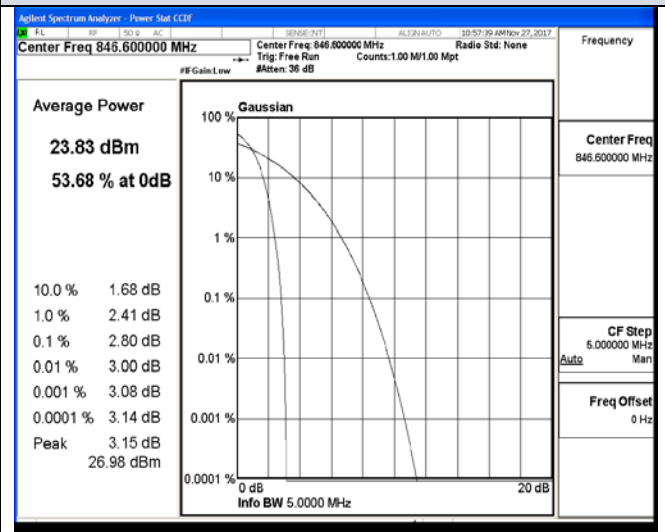 Agilent Spectrum Analyzer - Power Stat CCDF
RL RF 50 Ω AC SENSE:INT ALIGN AUTO 10:57:39 AM Nov 27, 2017
Center Freq 846.600000 MHz
Center Freq: 846.600000 MHz
Radio Std: None
Trig: Free Run
Counts:1.00 M/1.00 Mpt
#IFGain:Low
#Atten: 36 dB
Frequency
Average Power
23.83 dBm
53.68 % at 0dB
10.0 % 1.68 dB
1.0 % 2.41 dB
0.1 % 2.80 dB
0.01 % 3.00 dB
0.001 % 3.08 dB
0.0001 % 3.14 dB
Peak 3.15 dB
26.98 dBm
Gaussian
100 %
10 %
1 %
0.1 %
0.01 %
0.001 %
0.0001 %
0 dB
20 dB
Info BW 5.0000 MHz
Center Freq
846.600000 MHz
CF Step
5.000000 MHz
Auto Man
Freq Offset
0 Hz